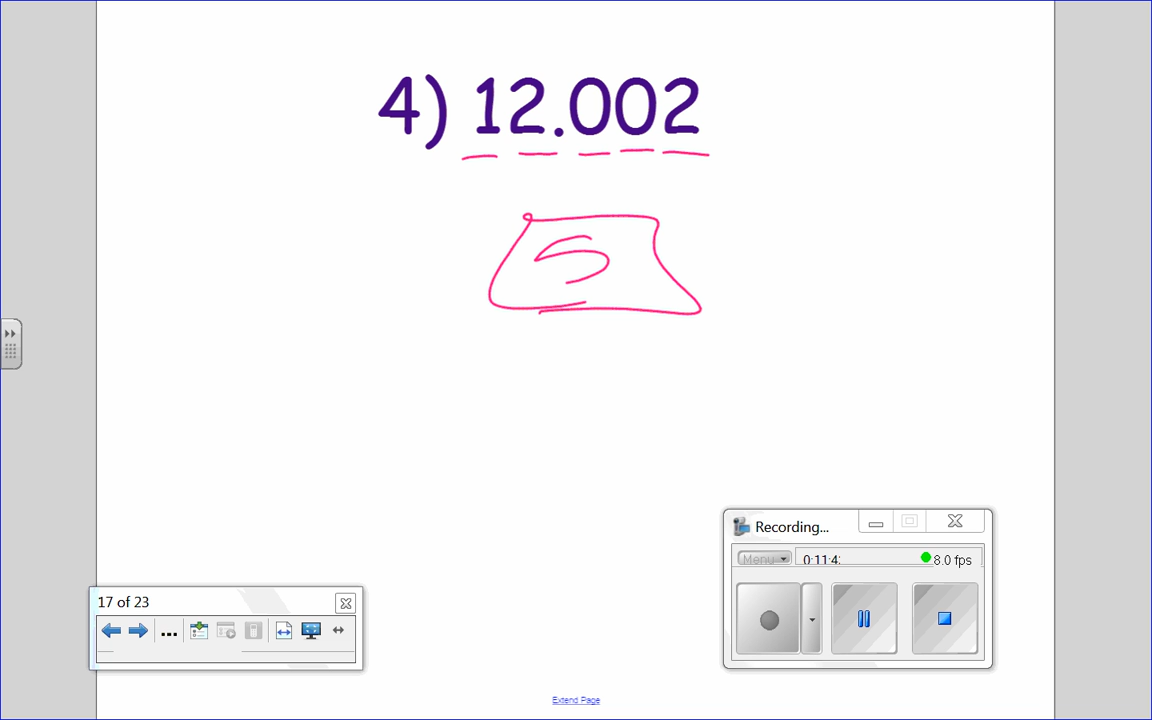 4) 12.002
5
Recording...
Menu
0:11:4
8.0 fps
17 of 23
...
Extend Page